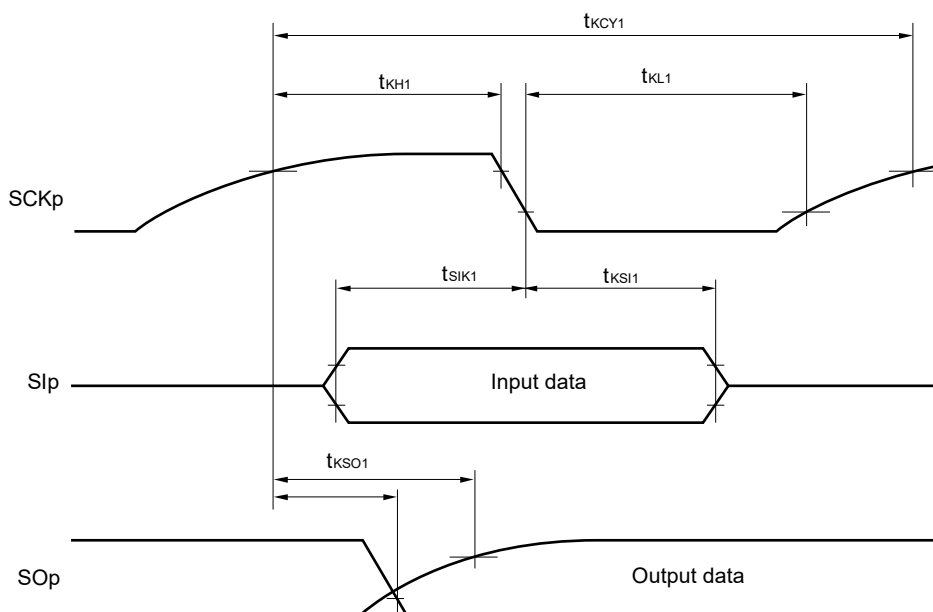 tKCY1
tKH1
tKL1
SCKp
tSIK1
tKSI1
SIp
Input data
tKSO1
SOp
Output data